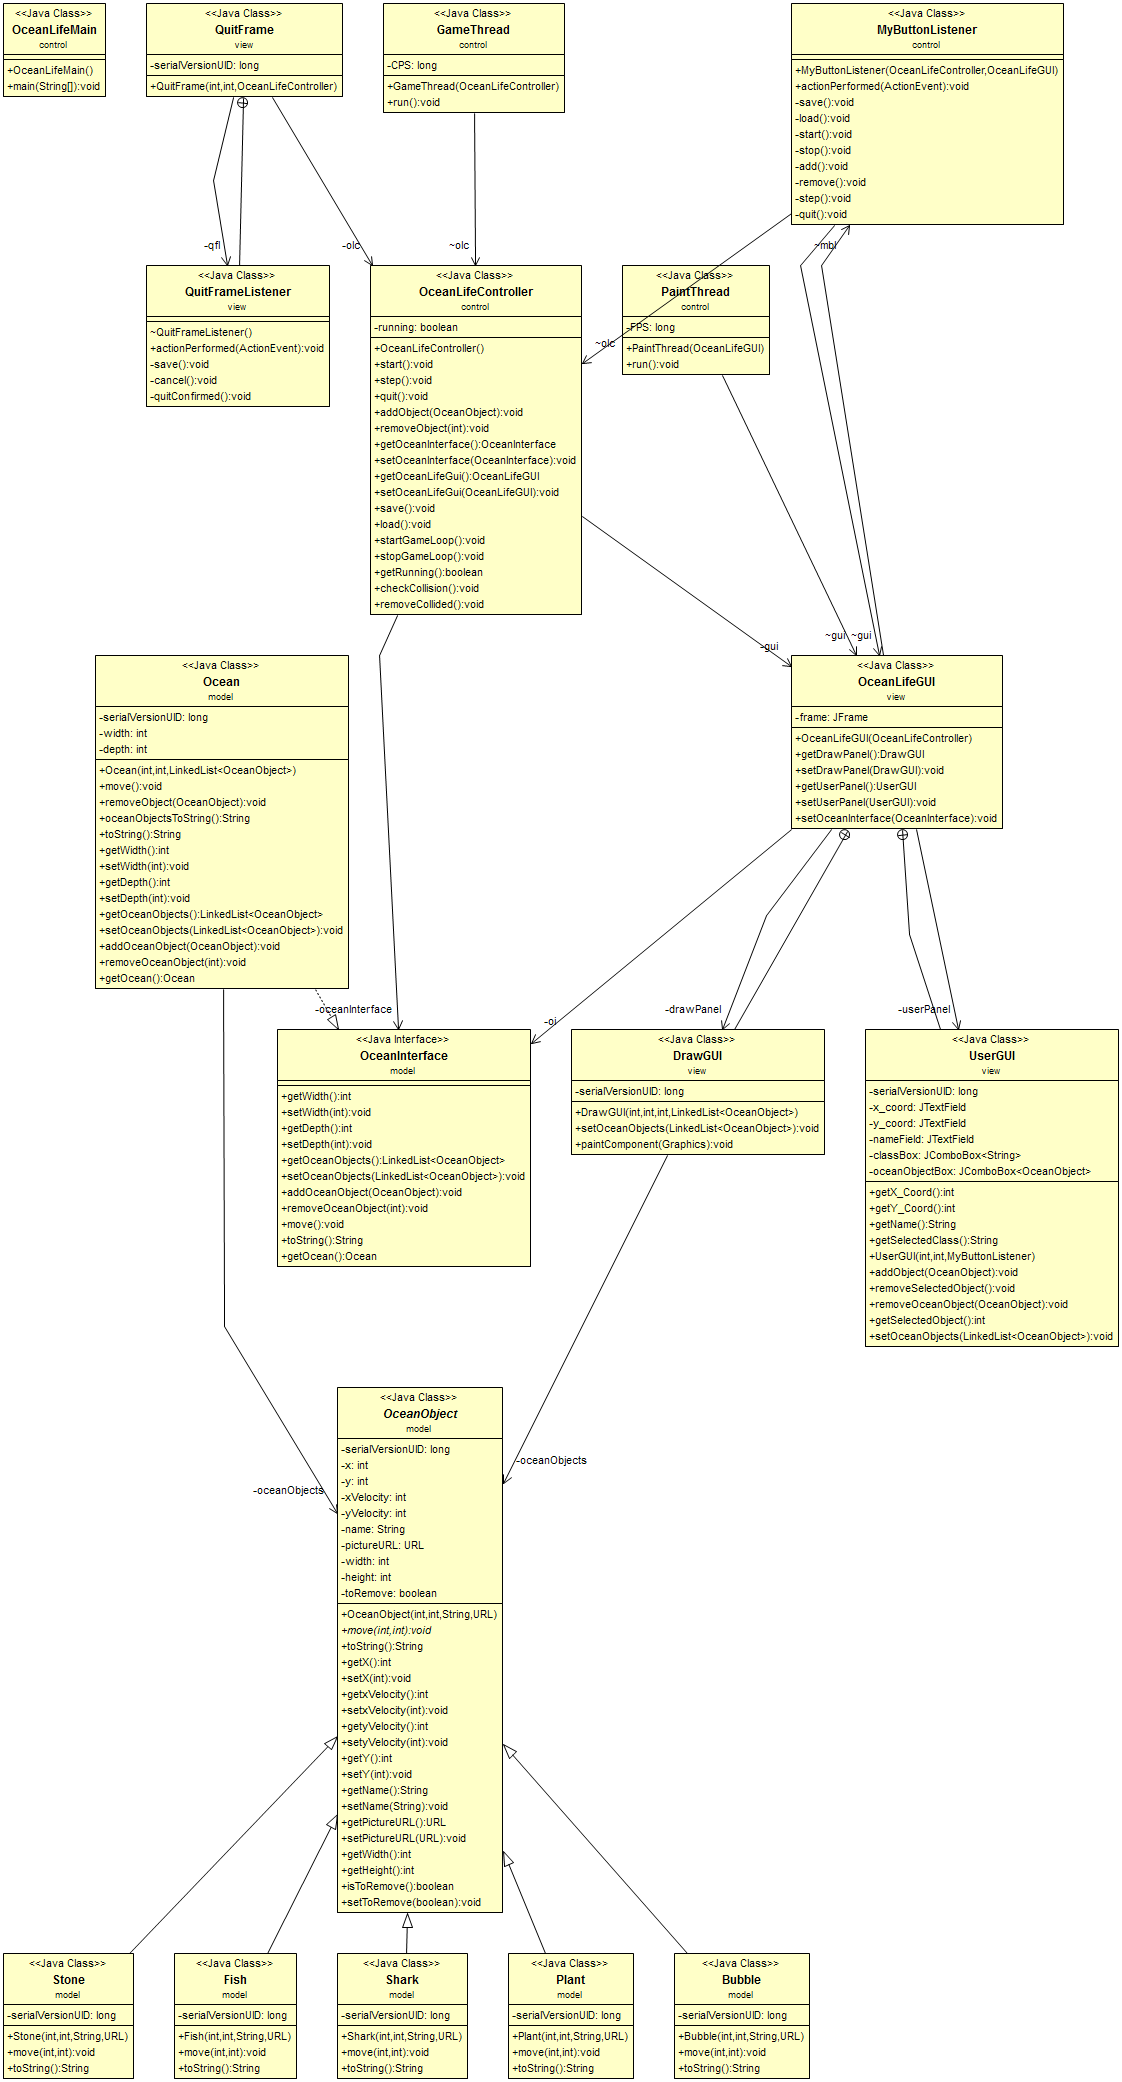 <<Java Class>>
OceanLifeMain
control
+OceanLifeMain()
+main(String[]):void
<<Java Class>>
QuitFrame
view
-serialVersionUID: long
+QuitFrame(int,int,OceanLifeController)
<<Java Class>>
GameThread
control
-CPS: long
+GameThread(OceanLifeController)
+run():void
<<Java Class>>
MyButtonListener
control
+MyButtonListener(OceanLifeController,OceanLifeGUI)
+actionPerformed(ActionEvent):void
-save():void
-load():void
-start():void
-stop():void
-add():void
-remove():void
-step():void
-quit():void
-qfl
-olc
~olc
~mbl
<<Java Class>>
QuitFrameListener
view
~QuitFrameListener()
+actionPerformed(ActionEvent):void
-save():void
-cancel():void
-quitConfirmed():void
<<Java Class>>
OceanLifeController
control
-running: boolean
+OceanLifeController()
+start():void
+step():void
+quit():void
+addObject(OceanObject):void
+removeObject(int):void
+getOceanInterface():OceanInterface
+setOceanInterface(OceanInterface):void
+getOceanLifeGui():OceanLifeGUI
+setOceanLifeGui(OceanLifeGUI):void
+save():void
+load():void
+startGameLoop():void
+stopGameLoop():void
+getRunning():boolean
+checkCollision():void
+removeCollided():void
~olc
<<Java Class>>
PaintThread
control
-FPS: long
+PaintThread(OceanLifeGUI)
+run():void
-gui
~gui
~gui
<<Java Class>>
Ocean
model
-serialVersionUID: long
-width: int
-depth: int
+Ocean(int,int,LinkedList<OceanObject>)
+move():void
+removeObject(OceanObject):void
+oceanObjectsToString():String
+toString():String
+getWidth():int
+setWidth(int):void
+getDepth():int
+setDepth(int):void
+getOceanObjects():LinkedList<OceanObject>
+setOceanObjects(LinkedList<OceanObject>):void
+addOceanObject(OceanObject):void
+removeOceanObject(int):void
+getOcean():Ocean
<<Java Class>>
OceanLifeGUI
view
-frame: JFrame
+OceanLifeGUI(OceanLifeController)
+getDrawPanel():DrawGUI
+setDrawPanel(DrawGUI):void
+getUserPanel():UserGUI
+setUserPanel(UserGUI):void
+setOceanInterface(OceanInterface):void
-oceanInterface
-oi
-drawPanel
-userPanel
<<Java Interface>>
OceanInterface
model
+getWidth():int
+setWidth(int):void
+getDepth():int
+setDepth(int):void
+getOceanObjects():LinkedList<OceanObject>
+setOceanObjects(LinkedList<OceanObject>):void
+addOceanObject(OceanObject):void
+removeOceanObject(int):void
+move():void
+toString():String
+getOcean():Ocean
<<Java Class>>
DrawGUI
view
-serialVersionUID: long
+DrawGUI(int,int,int,LinkedList<OceanObject>)
+setOceanObjects(LinkedList<OceanObject>):void
+paintComponent(Graphics):void
<<Java Class>>
UserGUI
view
-serialVersionUID: long
-x_coord: JTextField
-y_coord: JTextField
-nameField: JTextField
-classBox: JComboBox<String>
-oceanObjectBox: JComboBox<OceanObject>
+getX_Coord():int
+getY_Coord():int
+getName():String
+getSelectedClass():String
+UserGUI(int,int,MyButtonListener)
+addObject(OceanObject):void
+removeSelectedObject():void
+removeOceanObject(OceanObject):void
+getSelectedObject():int
+setOceanObjects(LinkedList<OceanObject>):void
-oceanObjects
-oceanObjects
<<Java Class>>
OceanObject
model
-serialVersionUID: long
-x: int
-y: int
-xVelocity: int
-yVelocity: int
-name: String
-pictureURL: URL
-width: int
-height: int
-toRemove: boolean
+OceanObject(int,int,String,URL)
+move(int,int):void
+toString():String
+getX():int
+setX(int):void
+getxVelocity():int
+setxVelocity(int):void
+getyVelocity():int
+setyVelocity(int):void
+getY():int
+setY(int):void
+getName():String
+setName(String):void
+getPictureURL():URL
+setPictureURL(URL):void
+getWidth():int
+getHeight():int
+isToRemove():boolean
+setToRemove(boolean):void
<<Java Class>>
Stone
model
-serialVersionUID: long
+Stone(int,int,String,URL)
+move(int,int):void
+toString():String
<<Java Class>>
Fish
model
-serialVersionUID: long
+Fish(int,int,String,URL)
+move(int,int):void
+toString():String
<<Java Class>>
Shark
model
-serialVersionUID: long
+Shark(int,int,String,URL)
+move(int,int):void
+toString():String
<<Java Class>>
Plant
model
-serialVersionUID: long
+Plant(int,int,String,URL)
+move(int,int):void
+toString():String
<<Java Class>>
Bubble
model
-serialVersionUID: long
+Bubble(int,int,String,URL)
+move(int,int):void
+toString():String